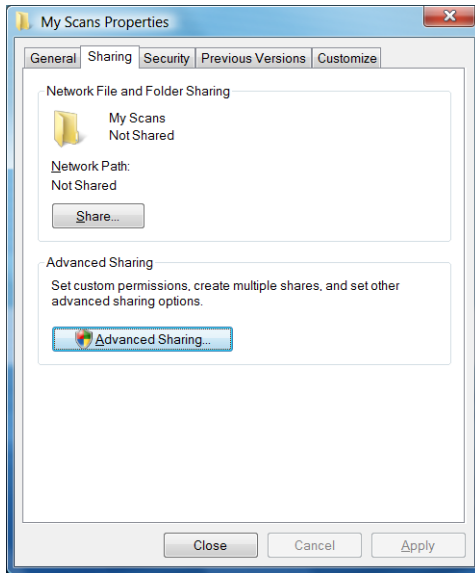 My Scans Properties
General Sharing Security Previous Versions Customize
Network File and Folder Sharing
My Scans
Not Shared
Network Path:
Not Shared
Share...
Advanced Sharing
Set custom permissions, create multiple shares, and set other
advanced sharing options.
Advanced Sharing...
Close Cancel Apply